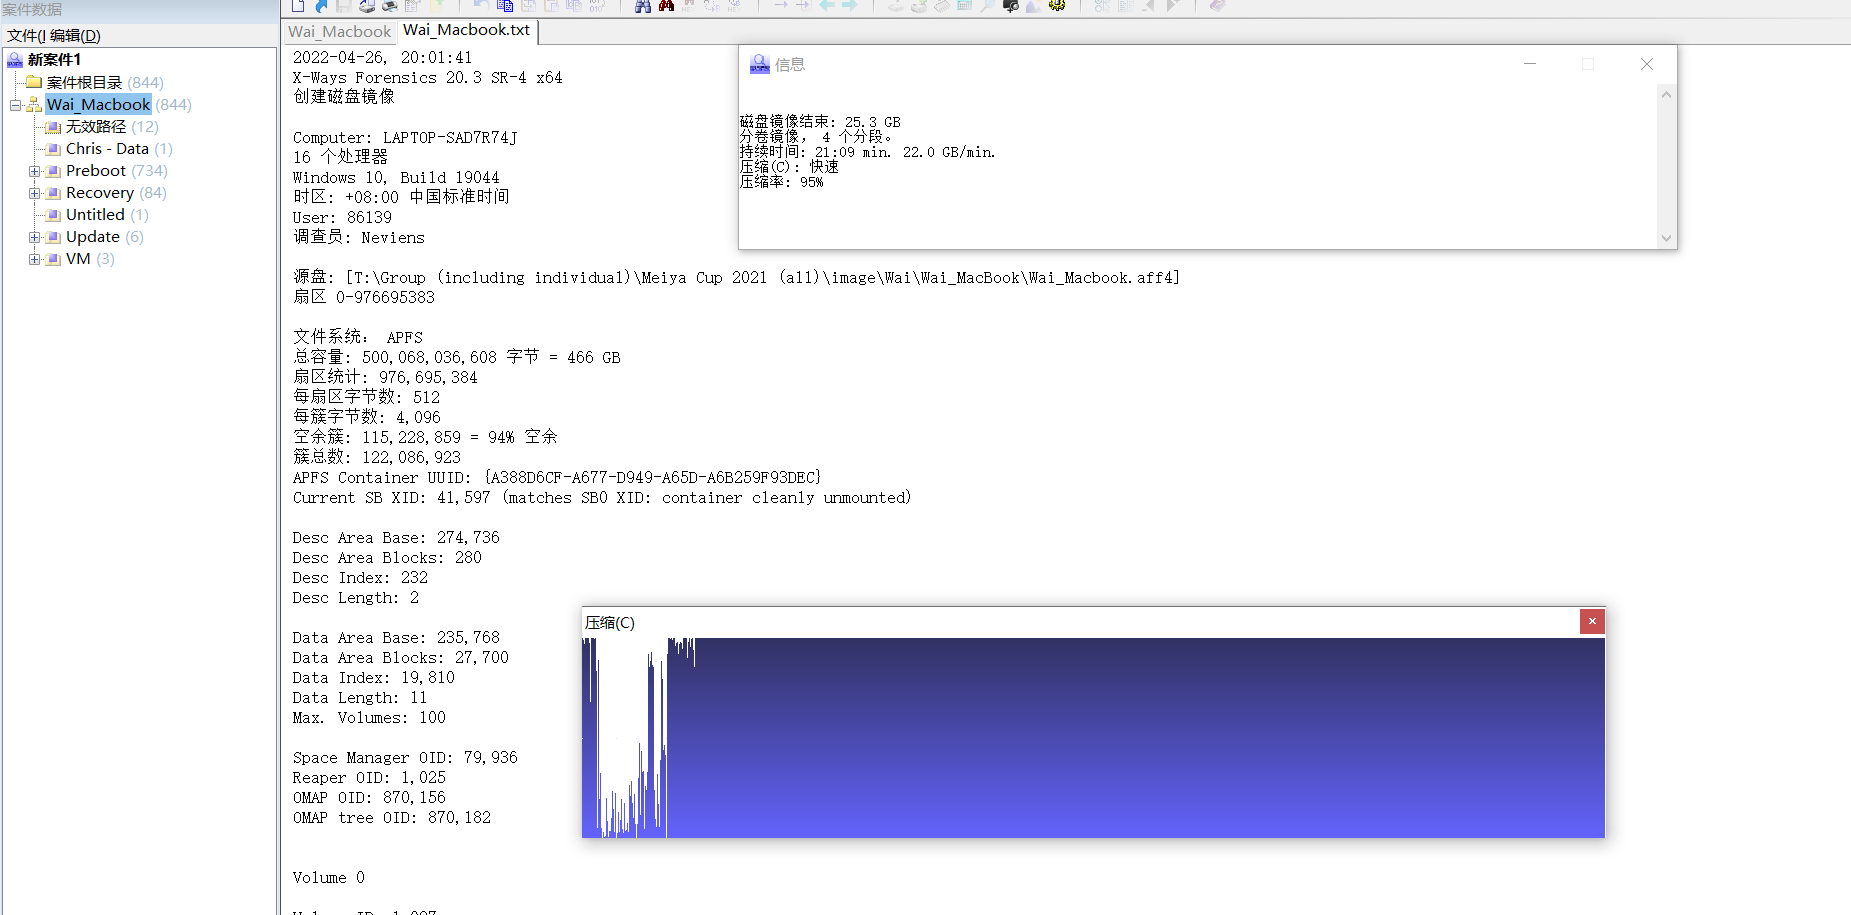 案件数据
文件(I 编辑(D)
新案件1
案件根目录 (844)
Wai_Macbook (844)
无效路径 (12)
Chris - Data (1)
Preboot (734)
Recovery (84)
Untitled (1)
Update (6)
VM (3)
Wai_Macbook
Wai_Macbook.txt
2022-04-26, 20:01:41
X-Ways Forensics 20.3 SR-4 x64
创建磁盘镜像
Computer: LAPTOP-SAD7R74J
16 个处理器
Windows 10, Build 19044
时区: +08:00 中国标准时间
User: 86139
调查员: Neviens
源盘: [T:\Group (including individual)\Meiya Cup 2021 (all)\image\Wai\Wai_MacBook\Wai_Macbook.aff4]
扇区 0-976695383
文件系统: APFS
总容量: 500,068,036,608 字节 = 466 GB
扇区统计: 976,695,384
每扇区字节数: 512
每簇字节数: 4,096
空余簇: 115,228,859 = 94% 空余
簇总数: 122,086,923
APFS Container UUID: {A388D6CF-A677-D949-A65D-A6B259F93DEC}
Current SB XID: 41,597 (matches SB0 XID: container cleanly unmounted)
Desc Area Base: 274,736
Desc Area Blocks: 280
Desc Index: 232
Desc Length: 2
Data Area Base: 235,768
Data Area Blocks: 27,700
Data Index: 19,810
Data Length: 11
Max. Volumes: 100
Space Manager OID: 79,936
Reaper OID: 1,025
OMAP OID: 870,156
OMAP tree OID: 870,182
Volume 0
信息
磁盘镜像结束: 25.3 GB
分卷镜像, 4 个分段。
持续时间: 21:09 min. 22.0 GB/min.
压缩(C): 快速
压缩率: 95%
压缩(C)